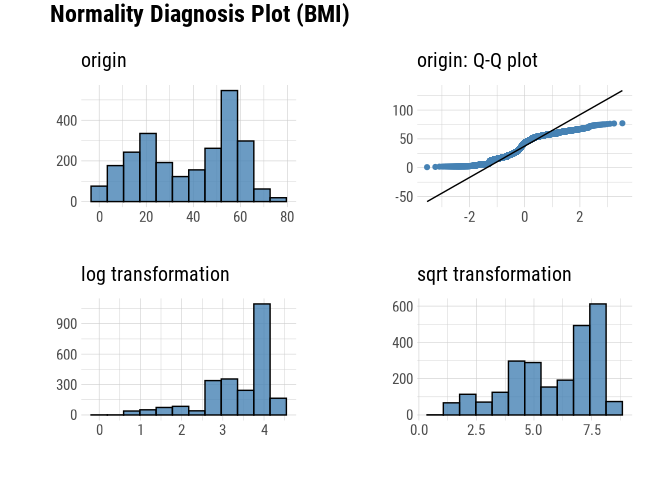 Normality Diagnosis Plot (BMI)
origin
400
200
0
0 20 40 60 80
origin: Q-Q plot
100
50
0
-50
-2 0 2
log transformation
900
600
300
0
0 1 2 3 4
sqrt transformation
600
400
200
0
0.0 2.5 5.0 7.5